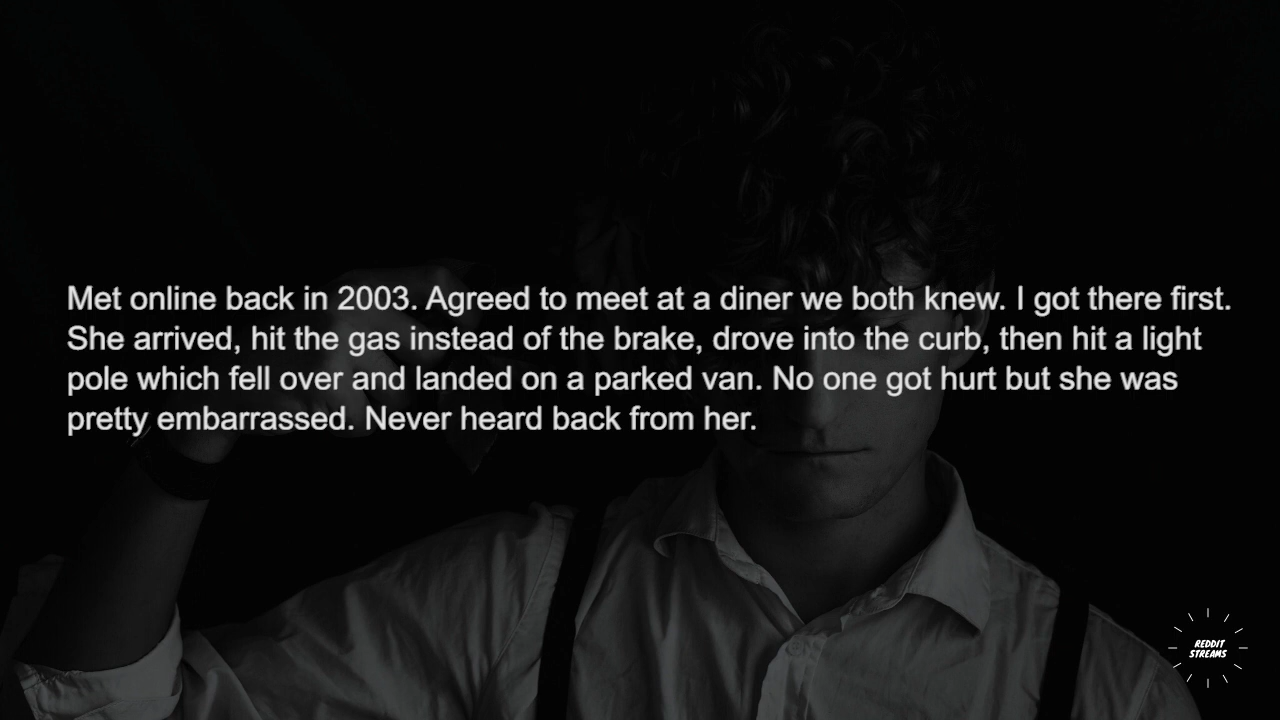 Met online back in 2003. Agreed to meet at a diner we both knew. I got there first.
She arrived, hit the gas instead of the brake, drove into the curb, then hit a light
pole which fell over and landed on a parked van. No one got hurt but she was
pretty embarrassed. Never heard back from her.
REDDIT
STREAMS